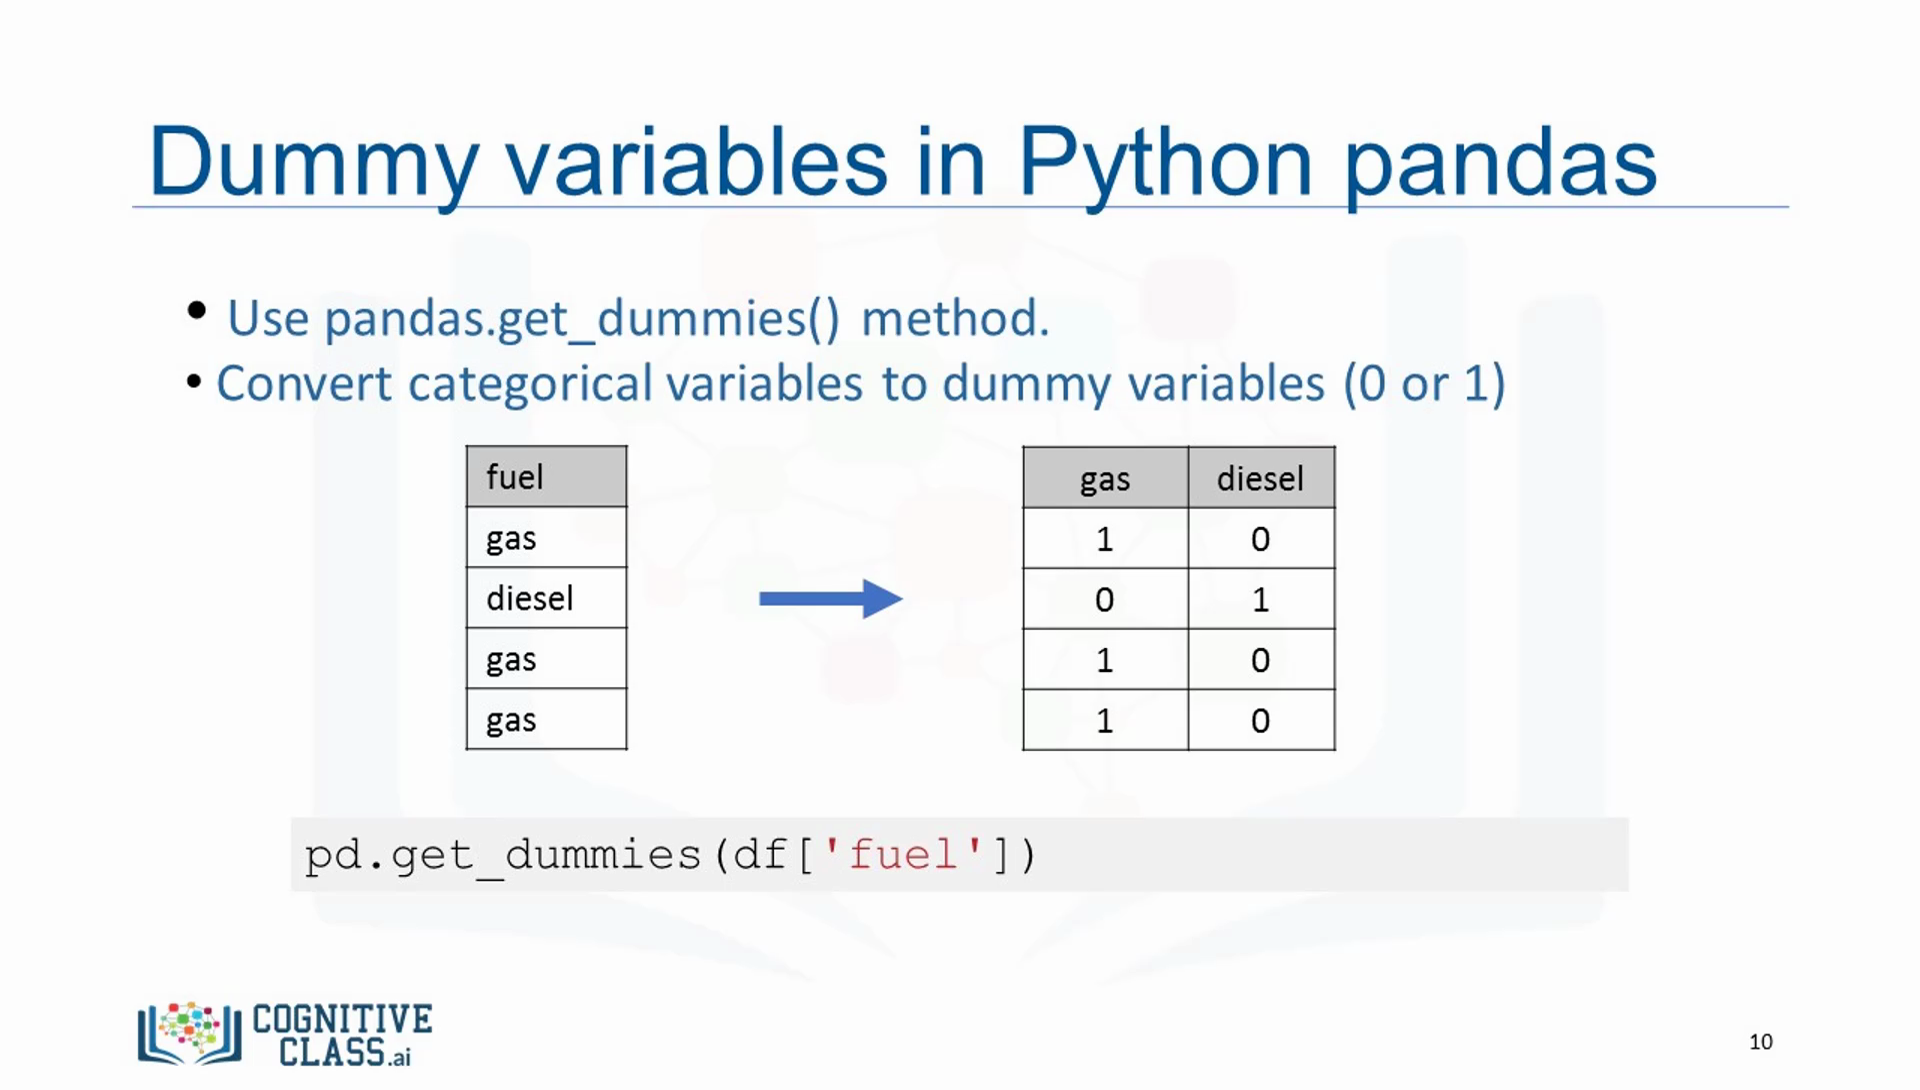 Dummy variables in Python pandas
• Use pandas.get_dummies() method.
• Convert categorical variables to dummy variables (0 or 1)
fuel
gas
diesel
gas
gas
gas diesel
1 0
0 1
1 0
1 0
pd.get_dummies(df['fuel'])
COGNITIVE
CLASS.ai
10